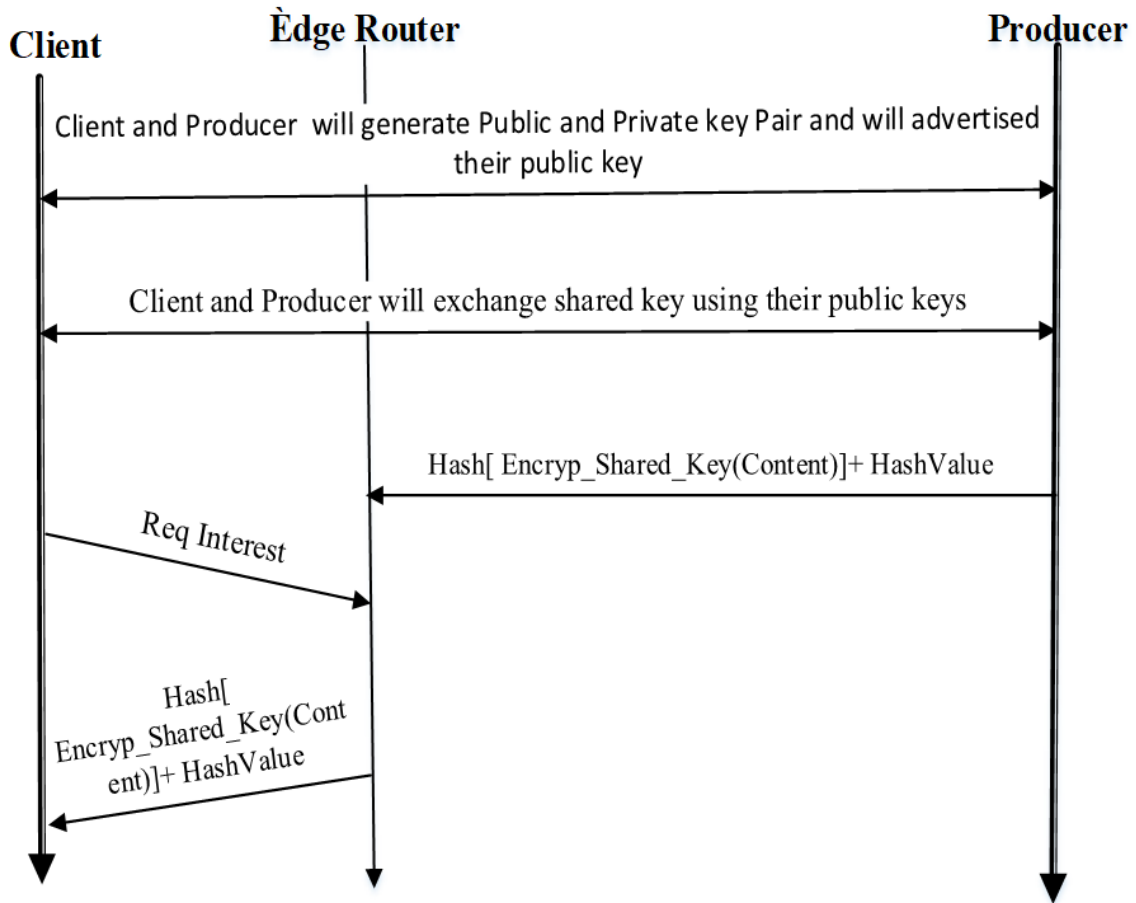 Client
Èdge Router
Producer
Client and Producer will generate Public and Private key Pair and will advertised
their public key
Client and Producer will exchange shared key using their public keys
Hash[ Encryp_Shared_Key(Content)]+ HashValue
Req Interest
Hash[
Encryp_Shared_Key(Cont
ent)]+ HashValue